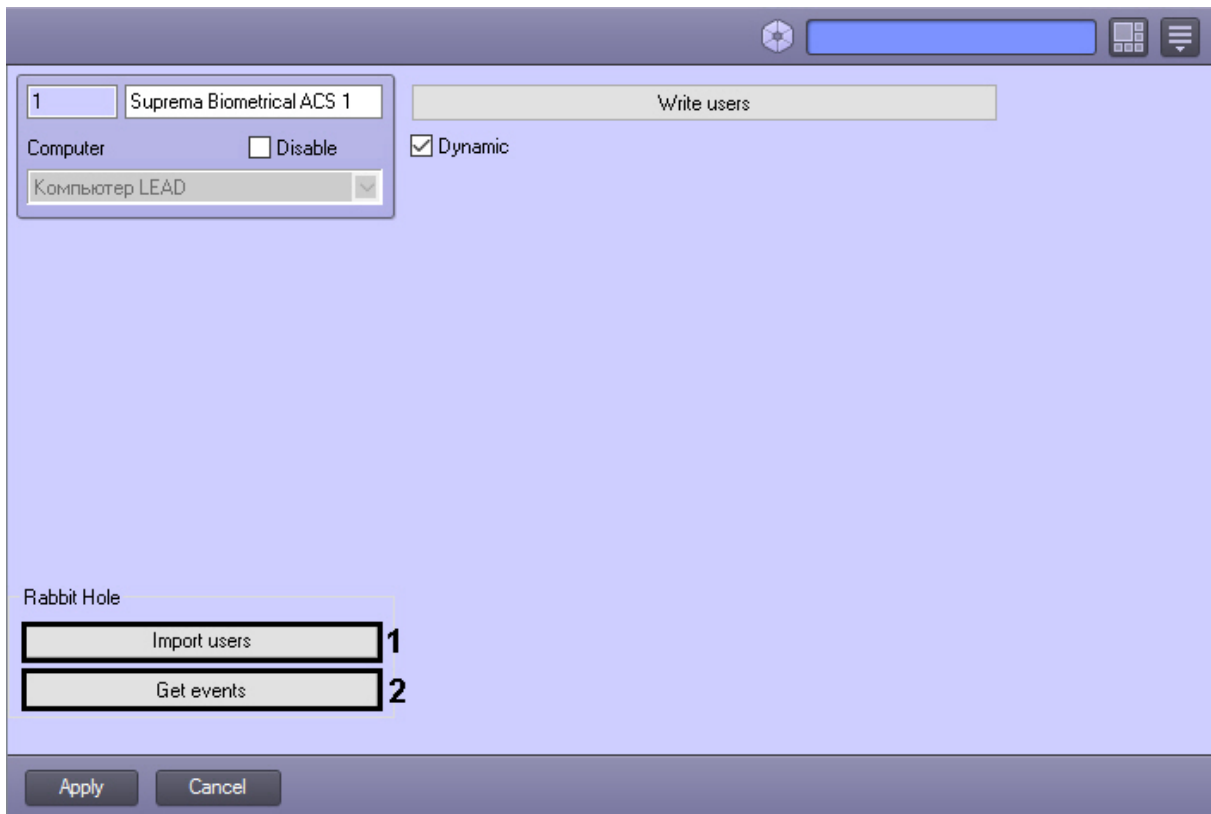 1
Suprema Biometrical ACS 1
Write users
Computer
Disable
Dynamic
Компьютер LEAD
Rabbit Hole
Import users
1
Get events
2
Apply
Cancel